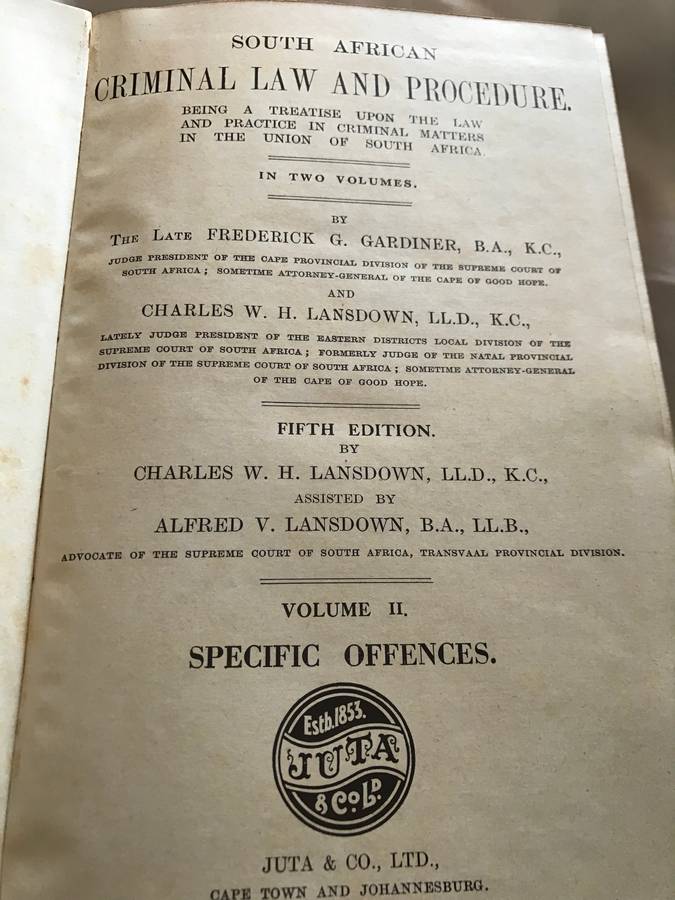 SOUTH AFRICAN
CRIMINAL LAW AND PROCEDURE.
BEING A TREATISE UPON THE LAW
AND PRACTICE IN CRIMINAL MATTERS
IN THE UNION OF SOUTH AFRICA.
IN TWO VOLUMES.
BY
THE LATE FREDERICK G. GARDINER, B.A., K.C.,
JUDGE PRESIDENT OF THE CAPE PROVINCIAL DIVISION OF THE SUPREME COURT OF
SOUTH AFRICA; SOMETIME ATTORNEY-GENERAL OF THE CAPE OF GOOD HOPE.
AND
CHARLES W. H. LANSDOWN, LL.D., K.C.,
LATELY JUDGE PRESIDENT OF THE EASTERN DISTRICTS LOCAL DIVISION OF THE
SUPREME COURT OF SOUTH AFRICA; FORMERLY JUDGE OF THE NATAL PROVINCIAL
DIVISION OF THE SUPREME COURT OF SOUTH AFRICA; SOMETIME ATTORNEY-GENERAL
OF THE CAPE OF GOOD HOPE.
FIFTH EDITION.
BY
CHARLES W. H. LANSDOWN, LL.D., K.C.,
ASSISTED BY
ALFRED V. LANSDOWN, B.A., LL.B.,
ADVOCATE OF THE SUPREME COURT OF SOUTH AFRICA, TRANSVAAL PROVINCIAL DIVISION.
VOLUME II.
SPECIFIC OFFENCES.
Estb. 1853.
JUTA
& Co. LD.
JUTA & CO., LTD.,
CAPE TOWN AND JOHANNESBURG.